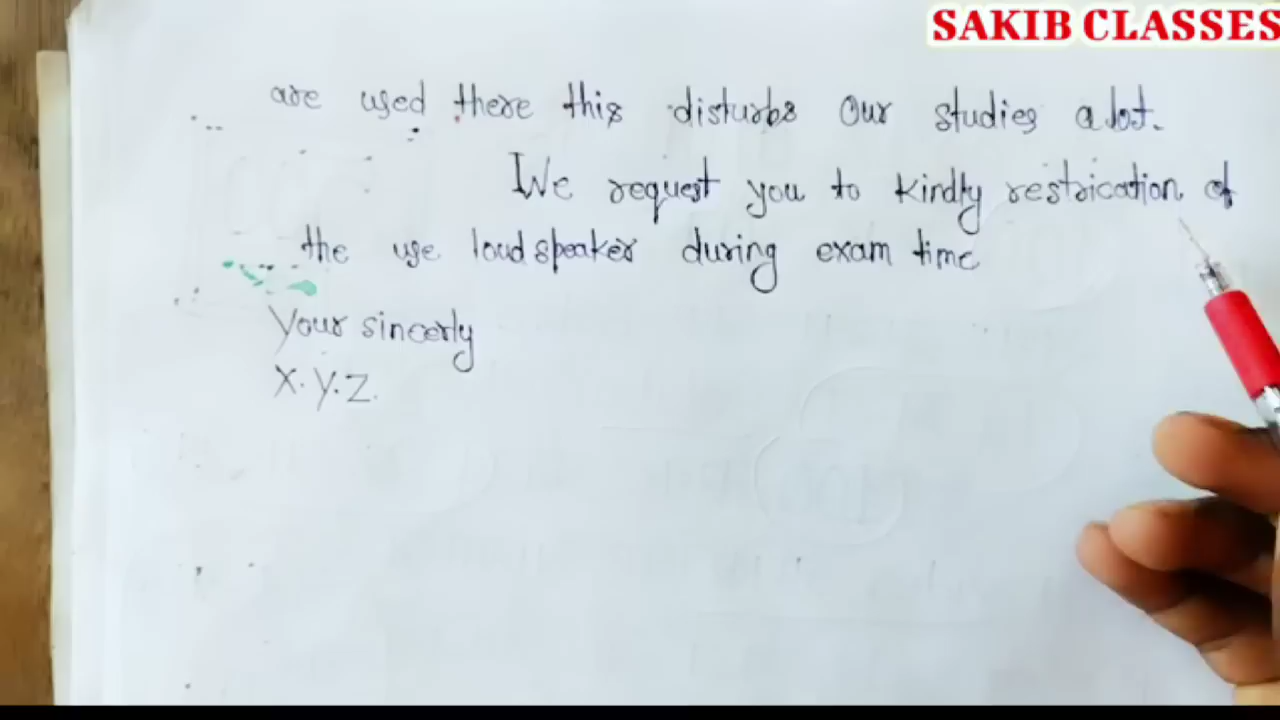 SAKIB CLASSES
are used there this disturbs our studies a lot.
We request you to kindly restrication of
the use loudspeaker during exam time
Your sincerly
X.Y.Z.